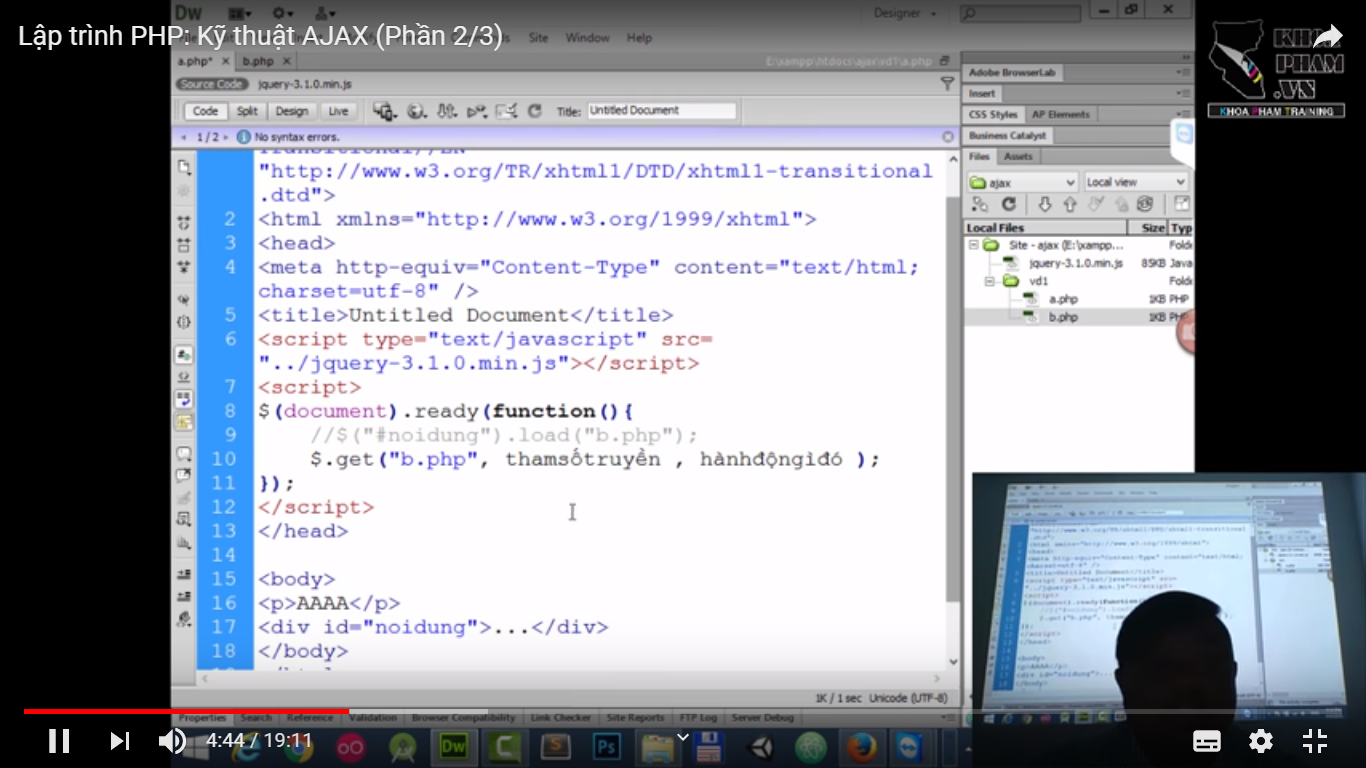 Lập trình PHP: Kỹ thuật AJAX (Phần 2/3)
Dw
Designer
Site Window Help
KHOA
PHAM
.VN
KHOA PHAM TRAINING
a.php* × b.php ×
E:\xampp\htdocs\ajax\vd1\a.php
Source Code jquery-3.1.0.min.js
Code Split Design Live Title: Untitled Document
1 / 2 No syntax errors.
Adobe BrowserLab
Insert
CSS Styles AP Elements
Business Catalyst
Files Assets
ajax Local view
Local Files Size Typ
Site - ajax (E:\xampp... Folde
jquery-3.1.0.min.js 85KB Java
vd1 Folde
a.php 1KB PHP
b.php 1KB PHP
Transitional//EN"
"http://www.w3.org/TR/xhtml1/DTD/xhtml1-transitional
.dtd">
2 <html xmlns="http://www.w3.org/1999/xhtml">
3 <head>
4 <meta http-equiv="Content-Type" content="text/html;
charset=utf-8" />
5 <title>Untitled Document</title>
6 <script type="text/javascript" src=
"../jquery-3.1.0.min.js"></script>
7 <script>
8 $(document).ready(function(){
9 //$("#noidung").load("b.php");
10 $.get("b.php", thamsốtruyền , hànhđộnggìđó );
11 });
12 </script>
13 </head>
14
15 <body>
16 <p>AAAA</p>
17 <div id="noidung">...</div>
18 </body>
1K / 1 sec Unicode (UTF-8)
Properties Search Reference Validation Browser Compatibility Link Checker Site Reports FTP Log Server Debug
4:44 / 19:11
Dw C S Ps